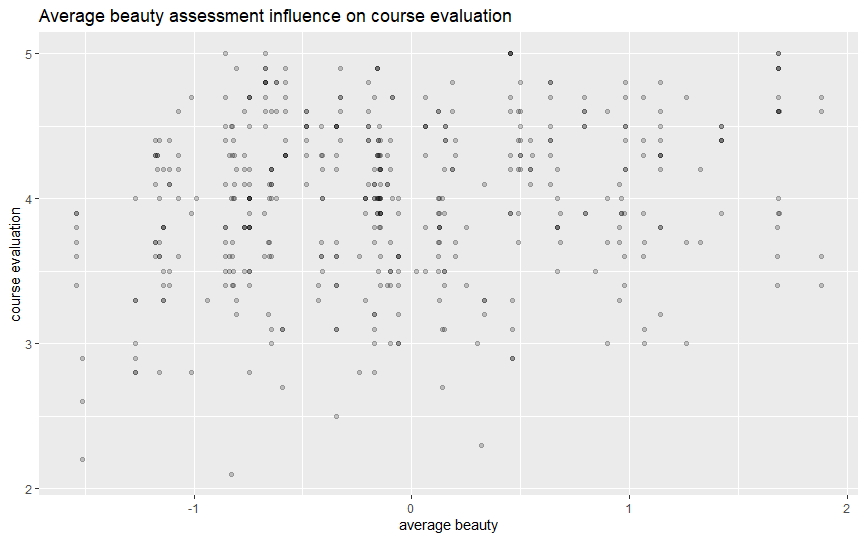 Average beauty assessment influence on course evaluation
5
4
3
2
course evaluation
-1
0
1
2
average beauty